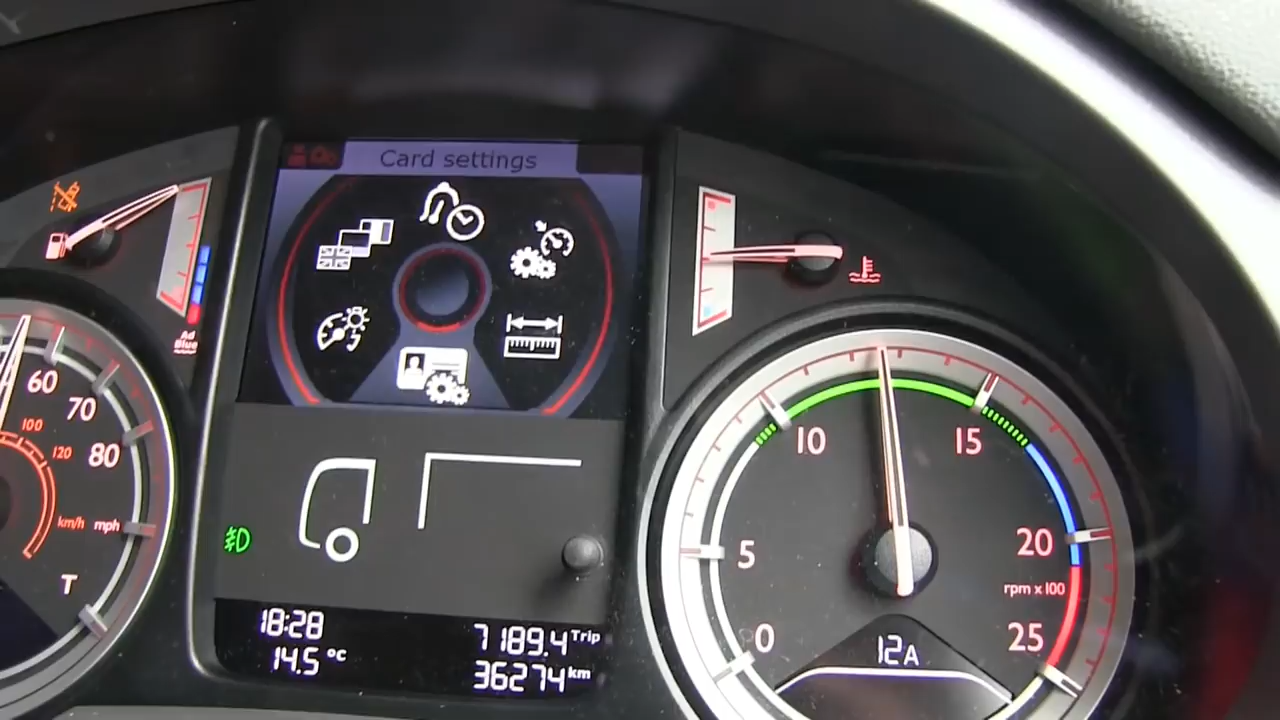 Card settings
Ad
Blue
60
70
80
100
120
km/h mph
T
18:28
14.5 °C
7189.4 Trip
36274 km
0
5
10
15
20
25
rpm x100
12A